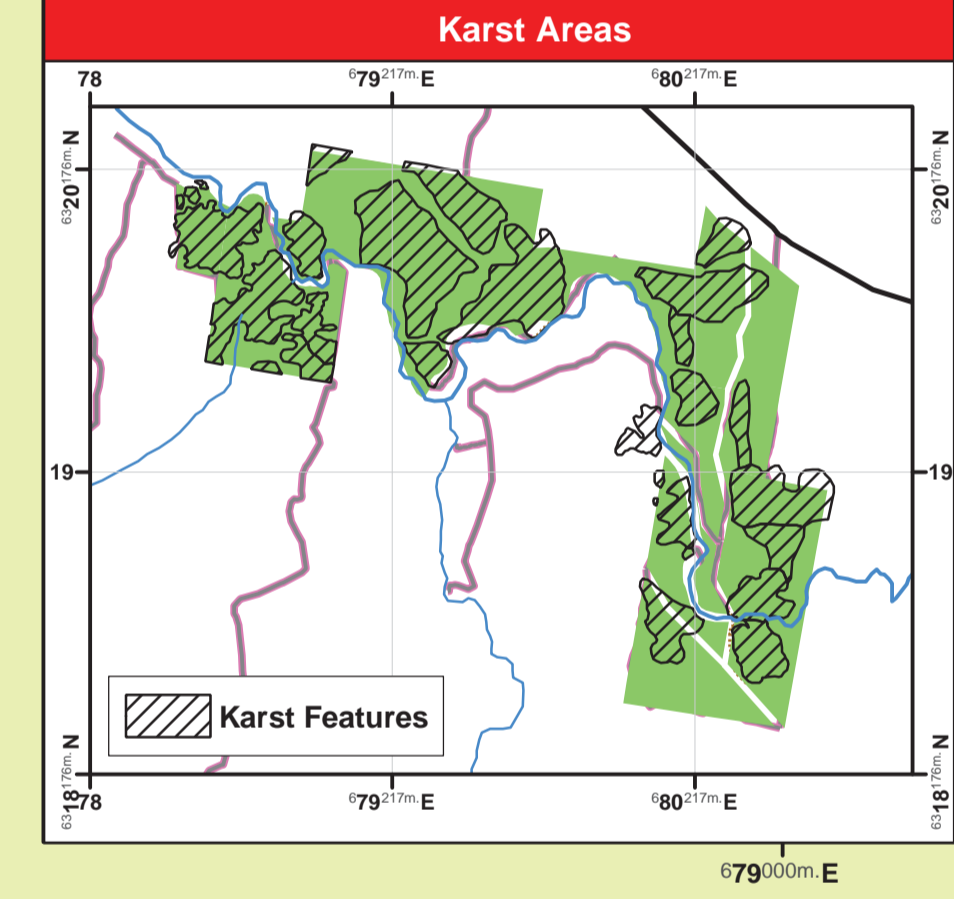 Karst Areas
78 679217m.E 680217m.E
6320176m. N
6320176m. N
19
19
Karst Features
6318176m. N
6318176m. N
78 679217m.E 680217m.E
679000m.E